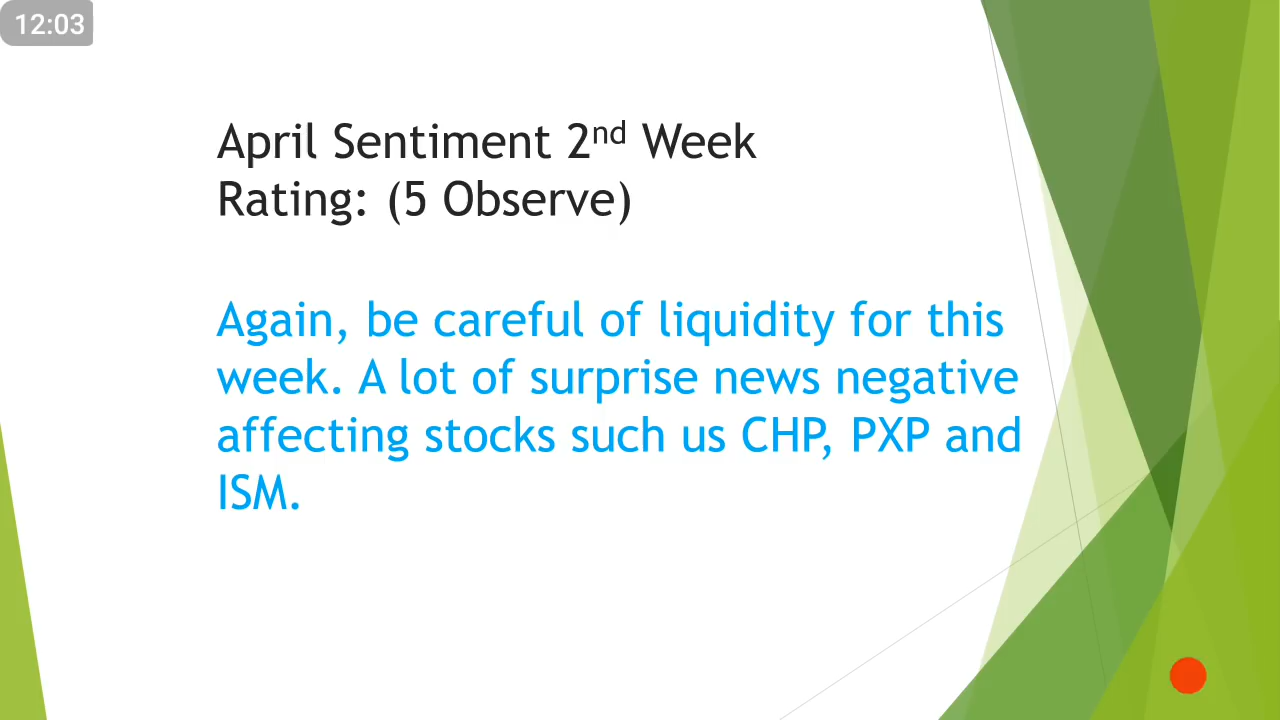 12:03
April Sentiment 2nd Week
Rating: (5 Observe)
Again, be careful of liquidity for this
week. A lot of surprise news negative
affecting stocks such us CHP, PXP and
ISM.